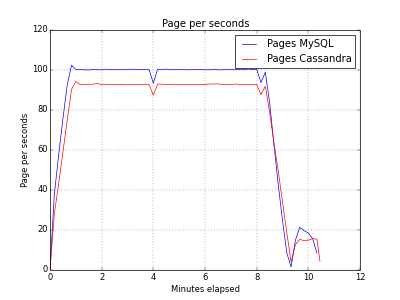 Page per seconds
Pages MySQL
Pages Cassandra
120
100
80
60
40
20
0
Page per seconds
0 2 4 6 8 10 12
Minutes elapsed